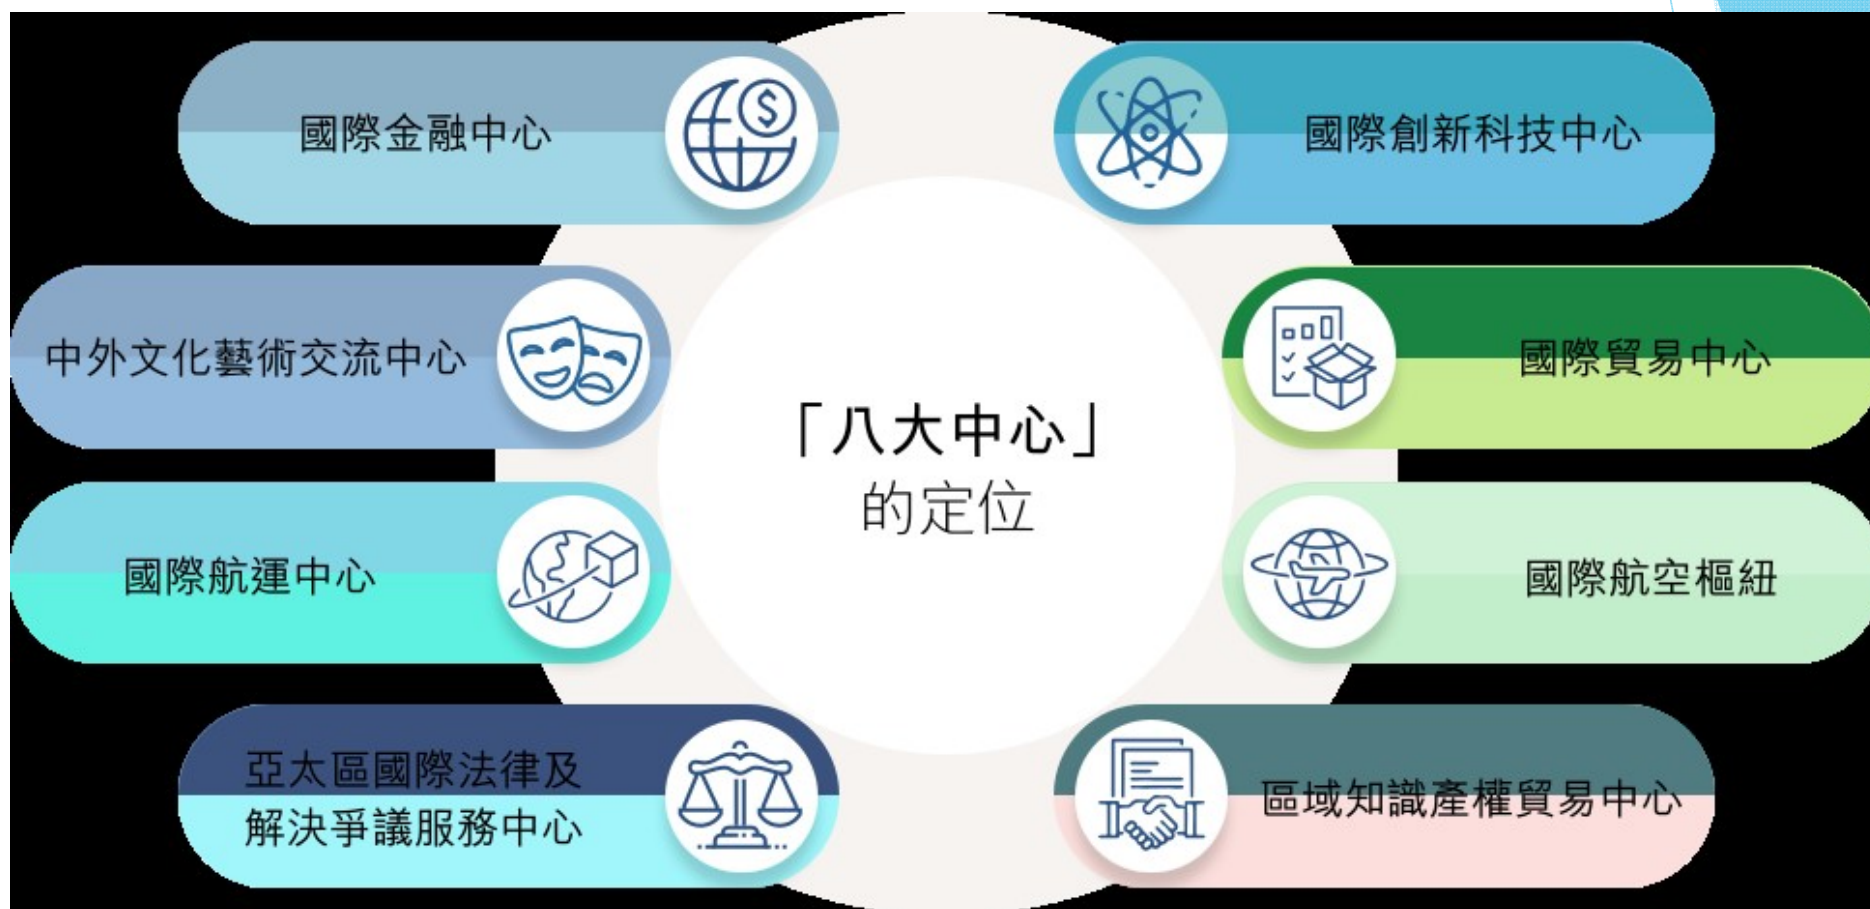 「八大中心」
的定位
國際金融中心
國際創新科技中心
中外文化藝術交流中心
國際貿易中心
國際航運中心
國際航空樞紐
亞太區國際法律及
解決爭議服務中心
區域知識產權貿易中心